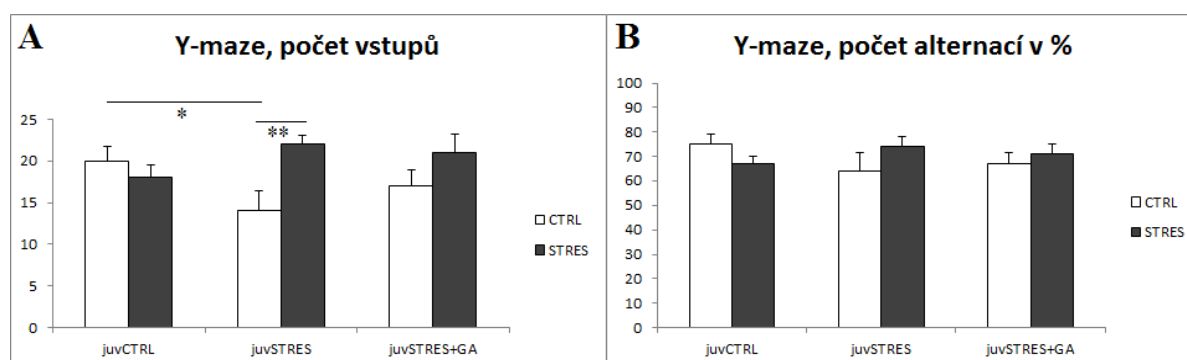 A
Y-maze, počet vstupů
*
**
25
20
15
10
5
0
juvCTRL
juvSTRES
juvSTRES+GA
CTRL
STRES
B
Y-maze, počet alternací v %
100
90
80
70
60
50
40
30
20
10
0
juvCTRL
juvSTRES
juvSTRES+GA
CTRL
STRES